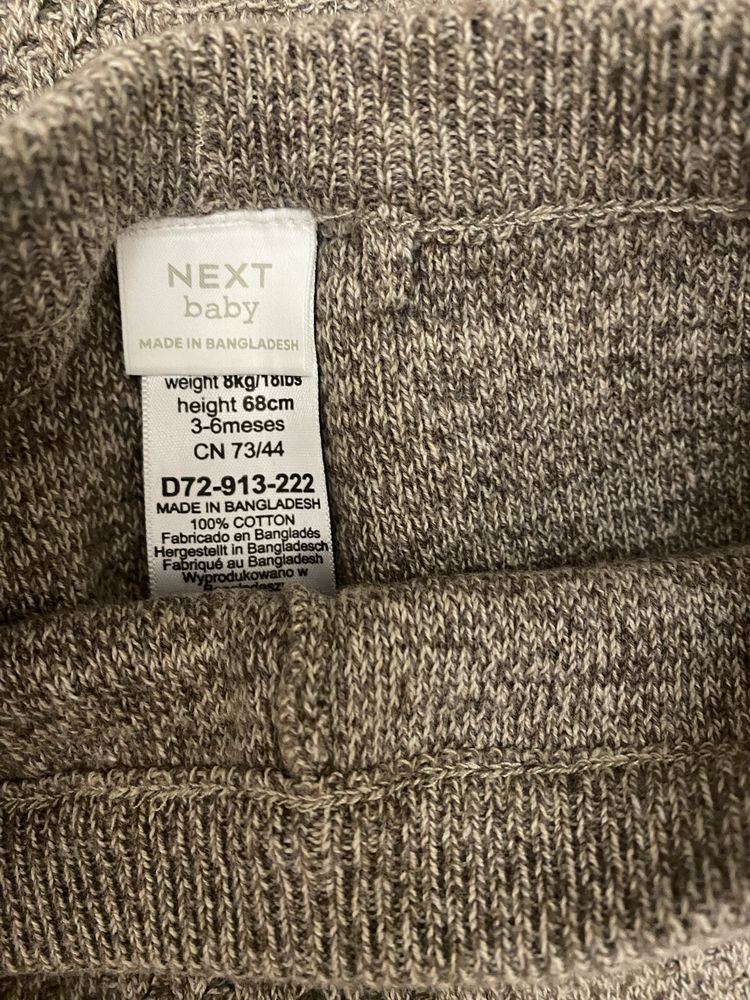 NEXT
baby
MADE IN BANGLADESH
weight 8kg/18lbs
height 68cm
3-6meses
CN 73/44
D72-913-222
MADE IN BANGLADESH
100% COTTON
Fabricado en Bangladés
Hergestellt in Bangladesch
Fabriqué au Bangladesh
Wyprodukowano w